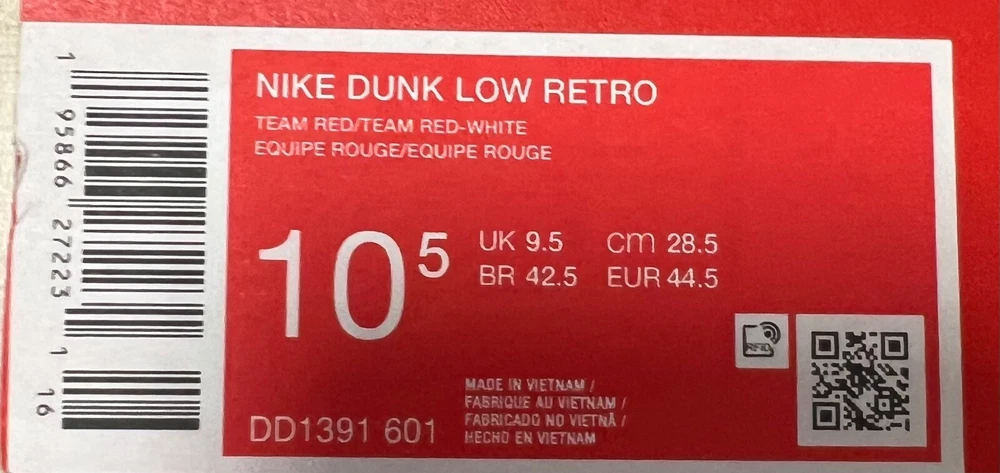 1 95866 27223 1 16
NIKE DUNK LOW RETRO
TEAM RED/TEAM RED-WHITE
EQUIPE ROUGE/EQUIPE ROUGE
10 5
UK 9.5 cm 28.5
BR 42.5 EUR 44.5
RFID
MADE IN VIETNAM /
FABRIQUE AU VIETNAM /
FABRICADO NO VIETNÃ /
HECHO EN VIETNAM
DD1391 601